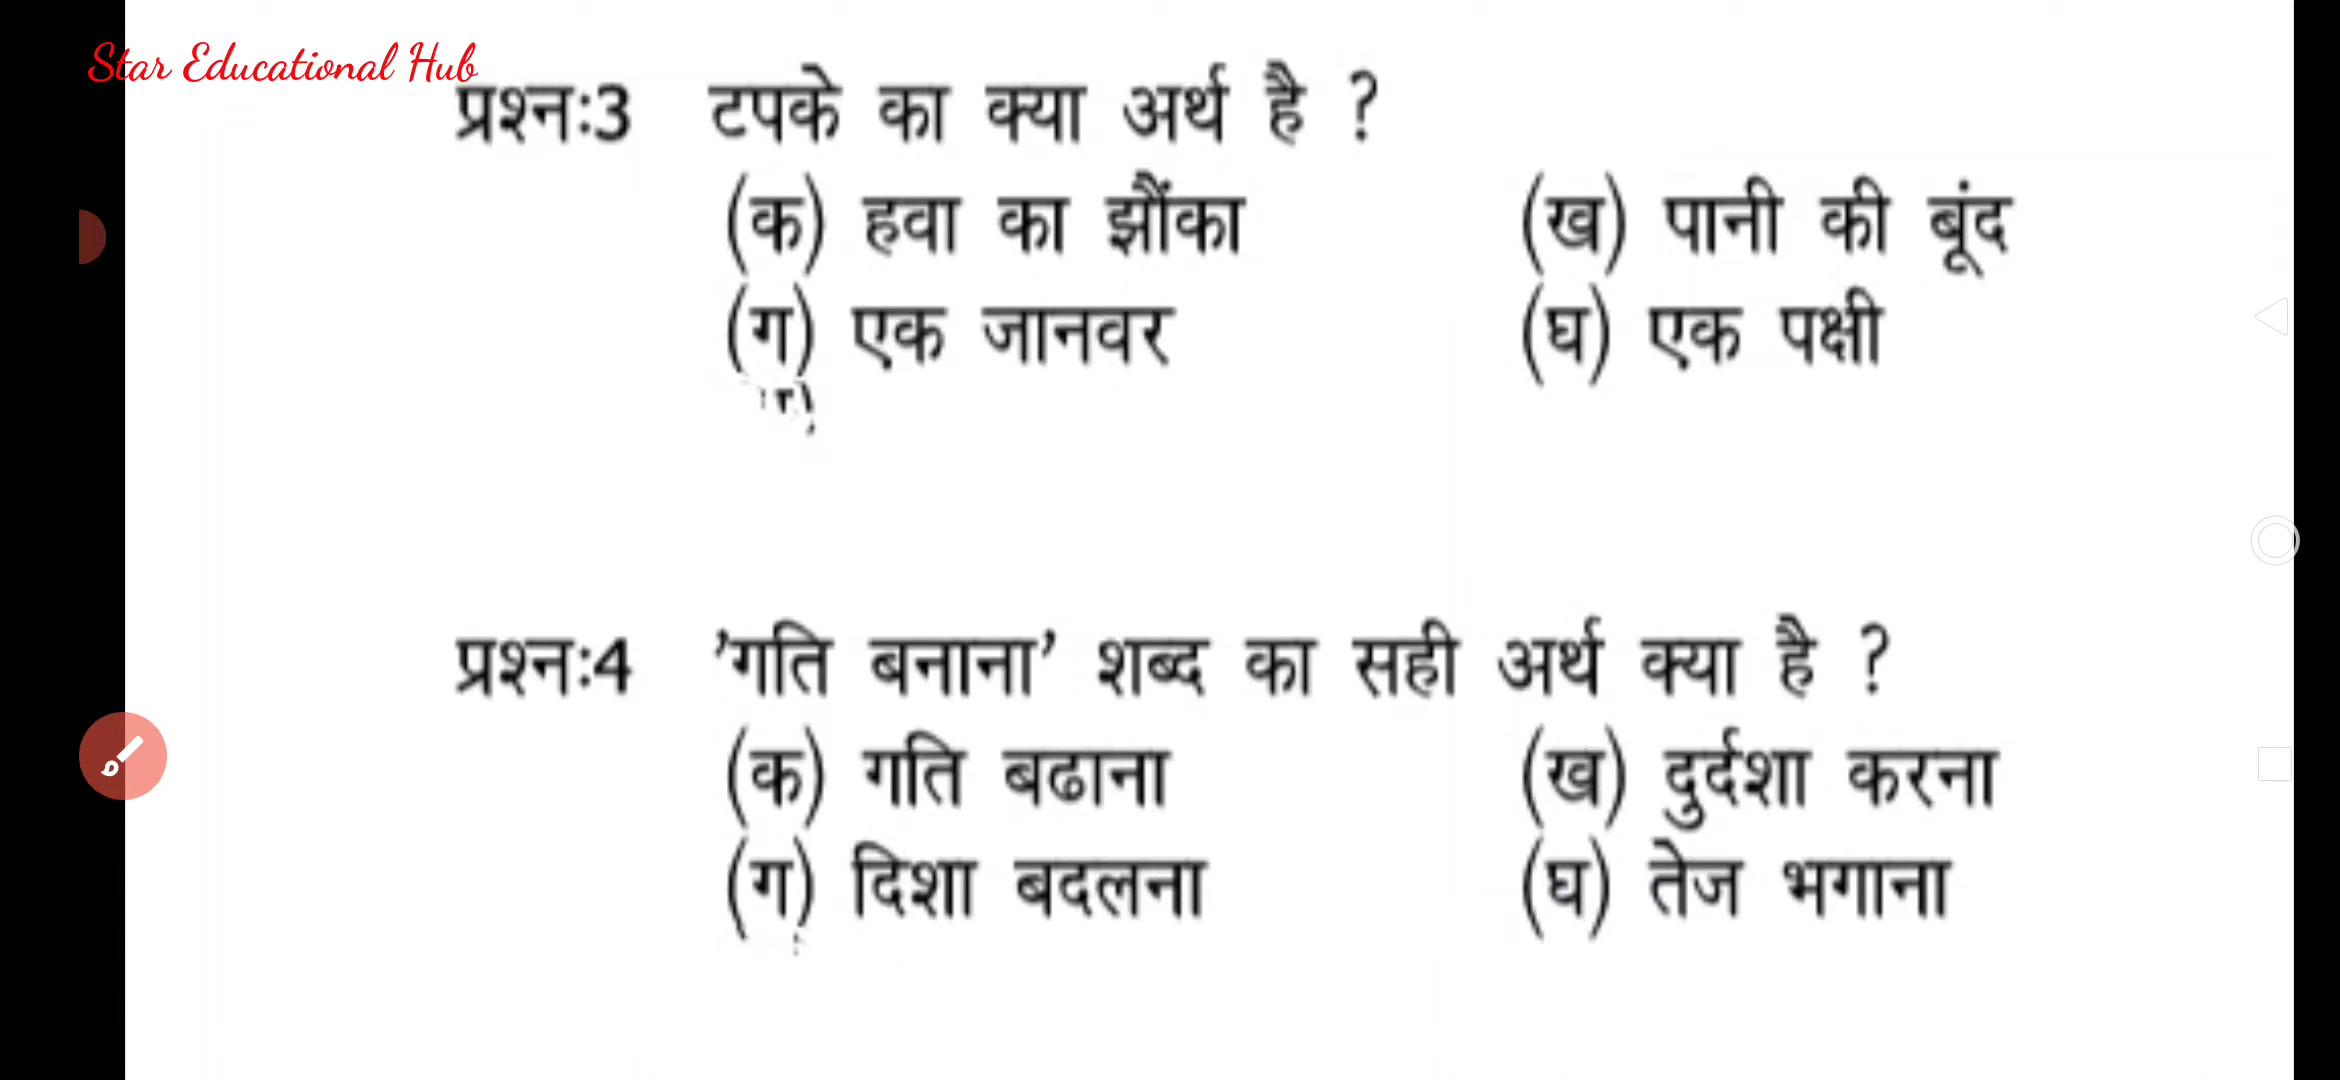 Star Educational Hub
प्रश्नः3 टपके का क्या अर्थ है ?
(क) हवा का झौंका (ख) पानी की बूंद
(ग) एक जानवर (घ) एक पक्षी
प्रश्नः4 ’गति बनाना’ शब्द का सही अर्थ क्या है ?
(क) गति बढाना (ख) दुर्दशा करना
(ग) दिशा बदलना (घ) तेज भगाना